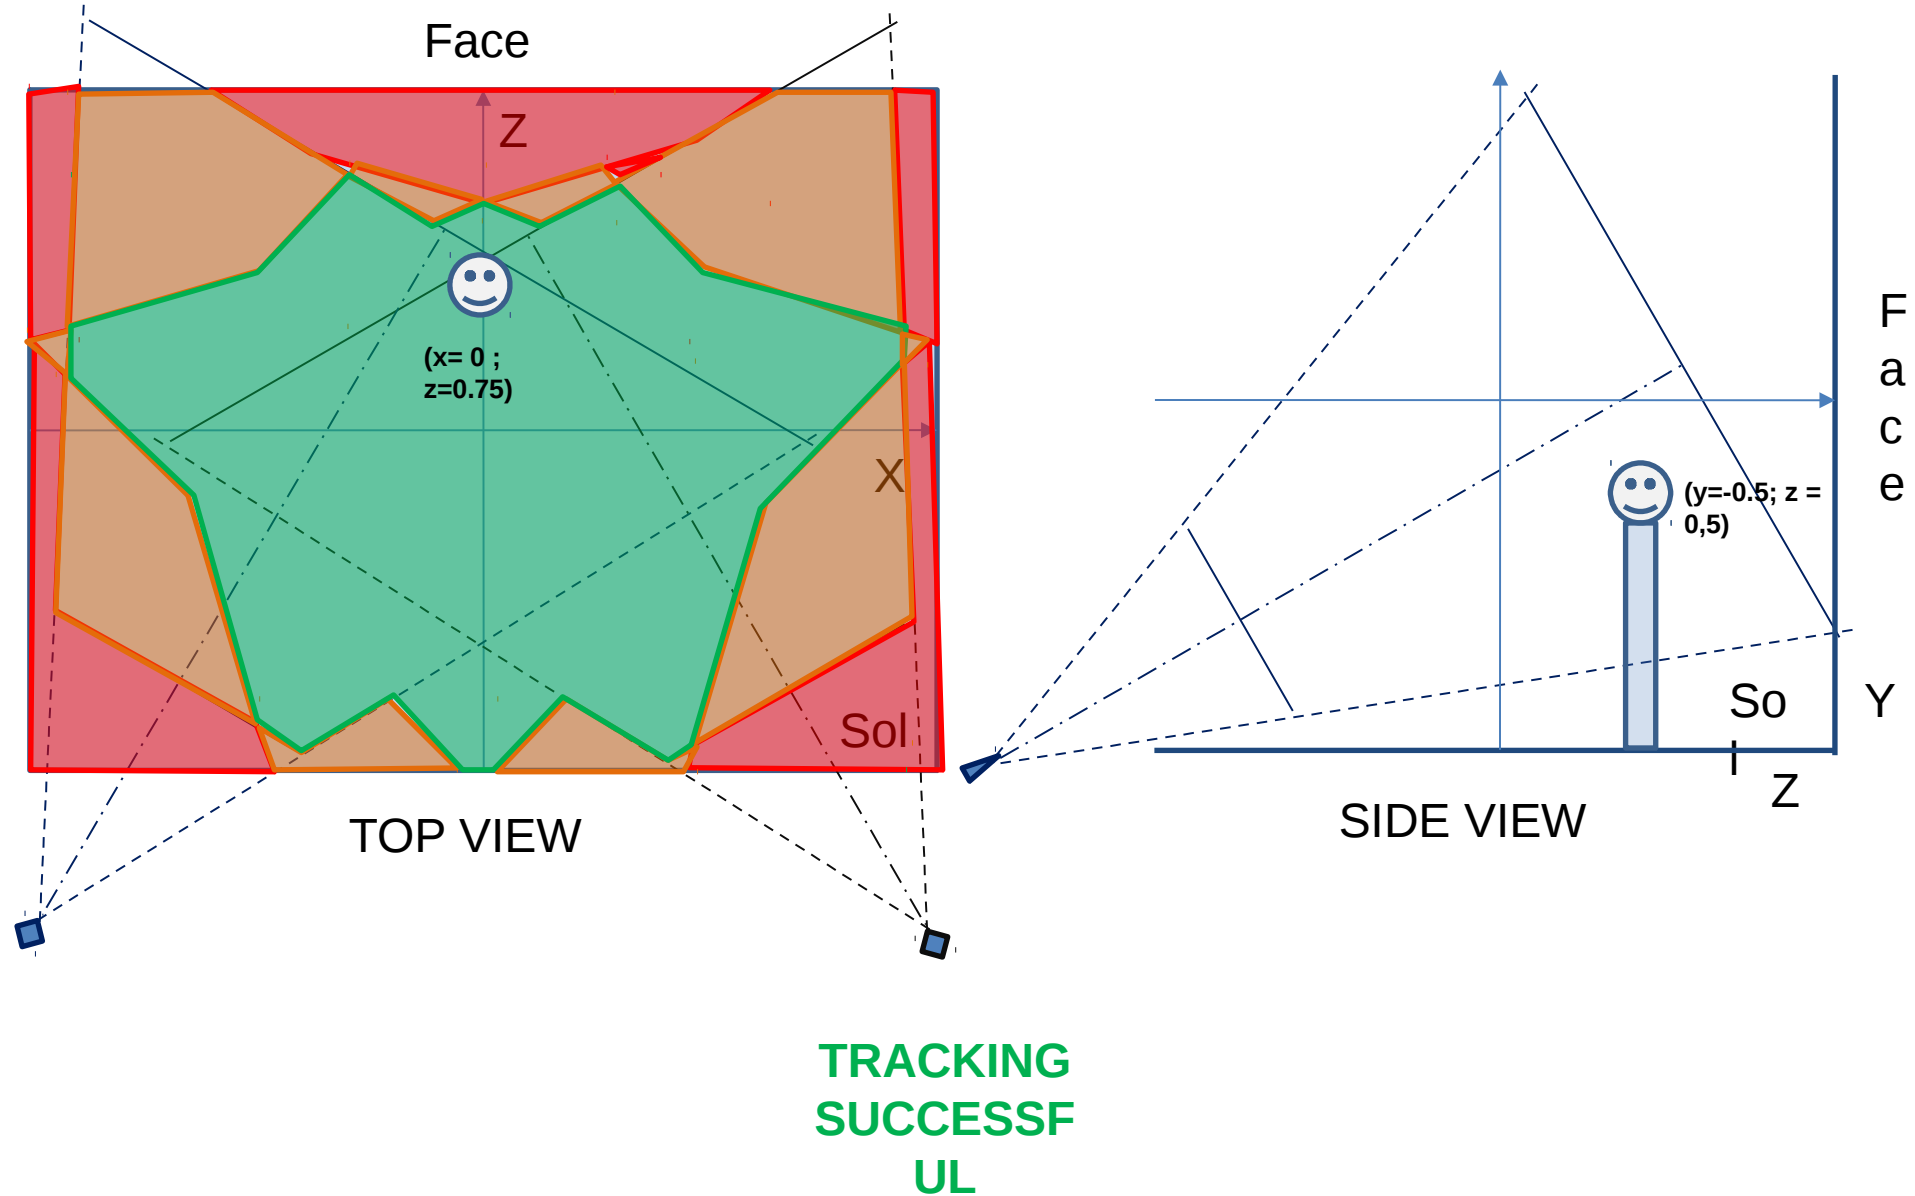 Face
Z
(x= 0 ;
z=0.75)
X
Sol
TOP VIEW
F
a
c
e
(y=-0.5; z =
0,5)
So
l
Y
Z
SIDE VIEW
TRACKING
SUCCESSF
UL